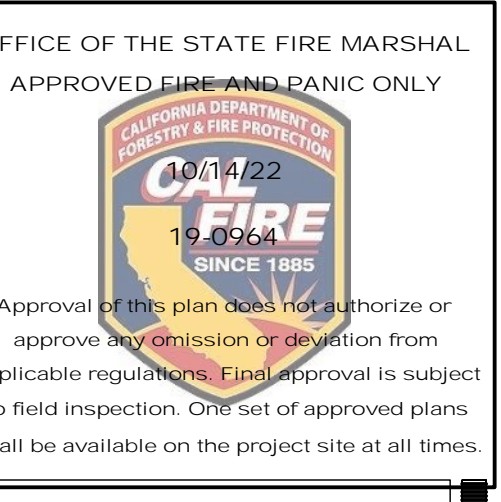 FFICE OF THE STATE FIRE MARSHAL
APPROVED FIRE AND PANIC ONLY
CALIFORNIA DEPARTMENT OF
FORESTRY & FIRE PROTECTION
10/14/22
CAL
FIRE
19-0964
SINCE 1885
Approval of this plan does not authorize or
approve any omission or deviation from
plicable regulations. Final approval is subject
o field inspection. One set of approved plans
all be available on the project site at all times.